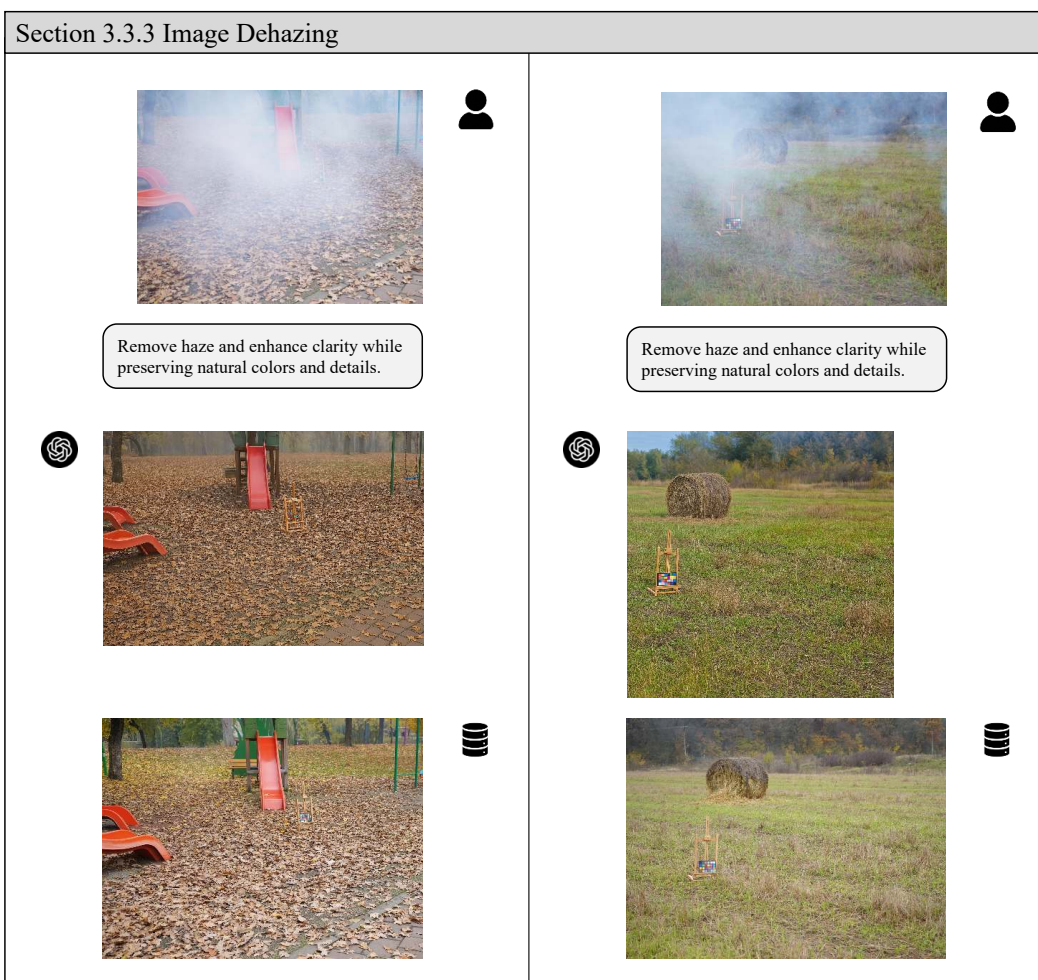 Section 3.3.3 Image Dehazing
Remove haze and enhance clarity while
preserving natural colors and details.
Remove haze and enhance clarity while
preserving natural colors and details.